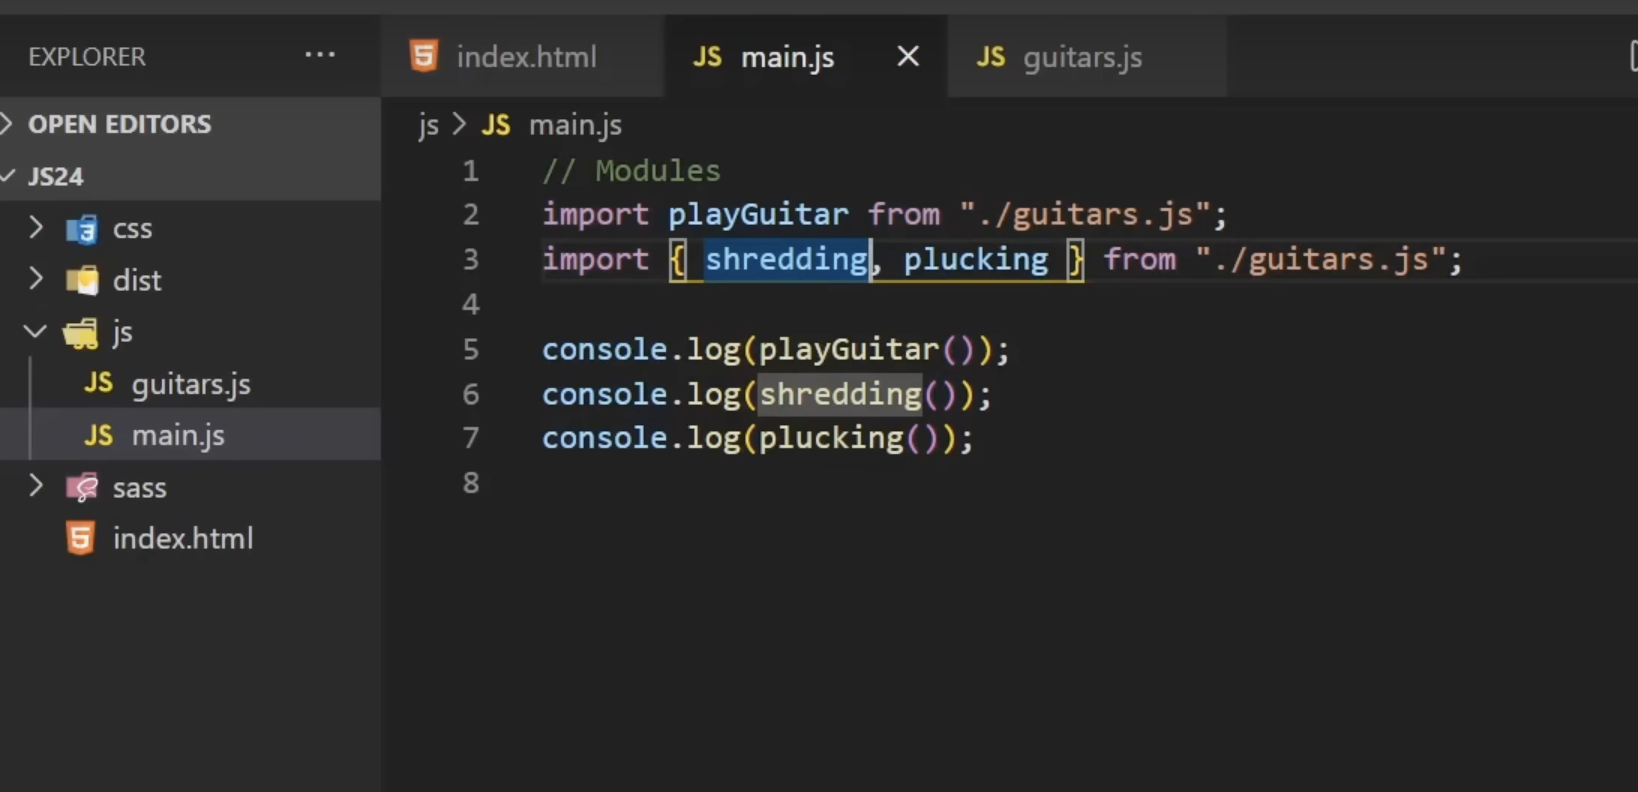 EXPLORER ···
OPEN EDITORS
JS24
css
dist
js
JS guitars.js
JS main.js
sass
index.html
index.html
JS main.js
JS guitars.js
js > JS main.js
1 // Modules
2 import playGuitar from "./guitars.js";
3 import { shredding, plucking } from "./guitars.js";
4
5 console.log(playGuitar());
6 console.log(shredding());
7 console.log(plucking());
8